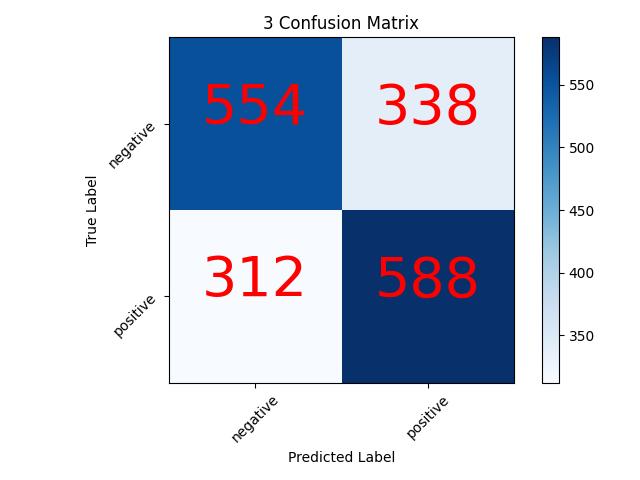 3 Confusion Matrix
554 338
312 588
negative
positive
True Label
negative positive
Predicted Label
550
500
450
400
350